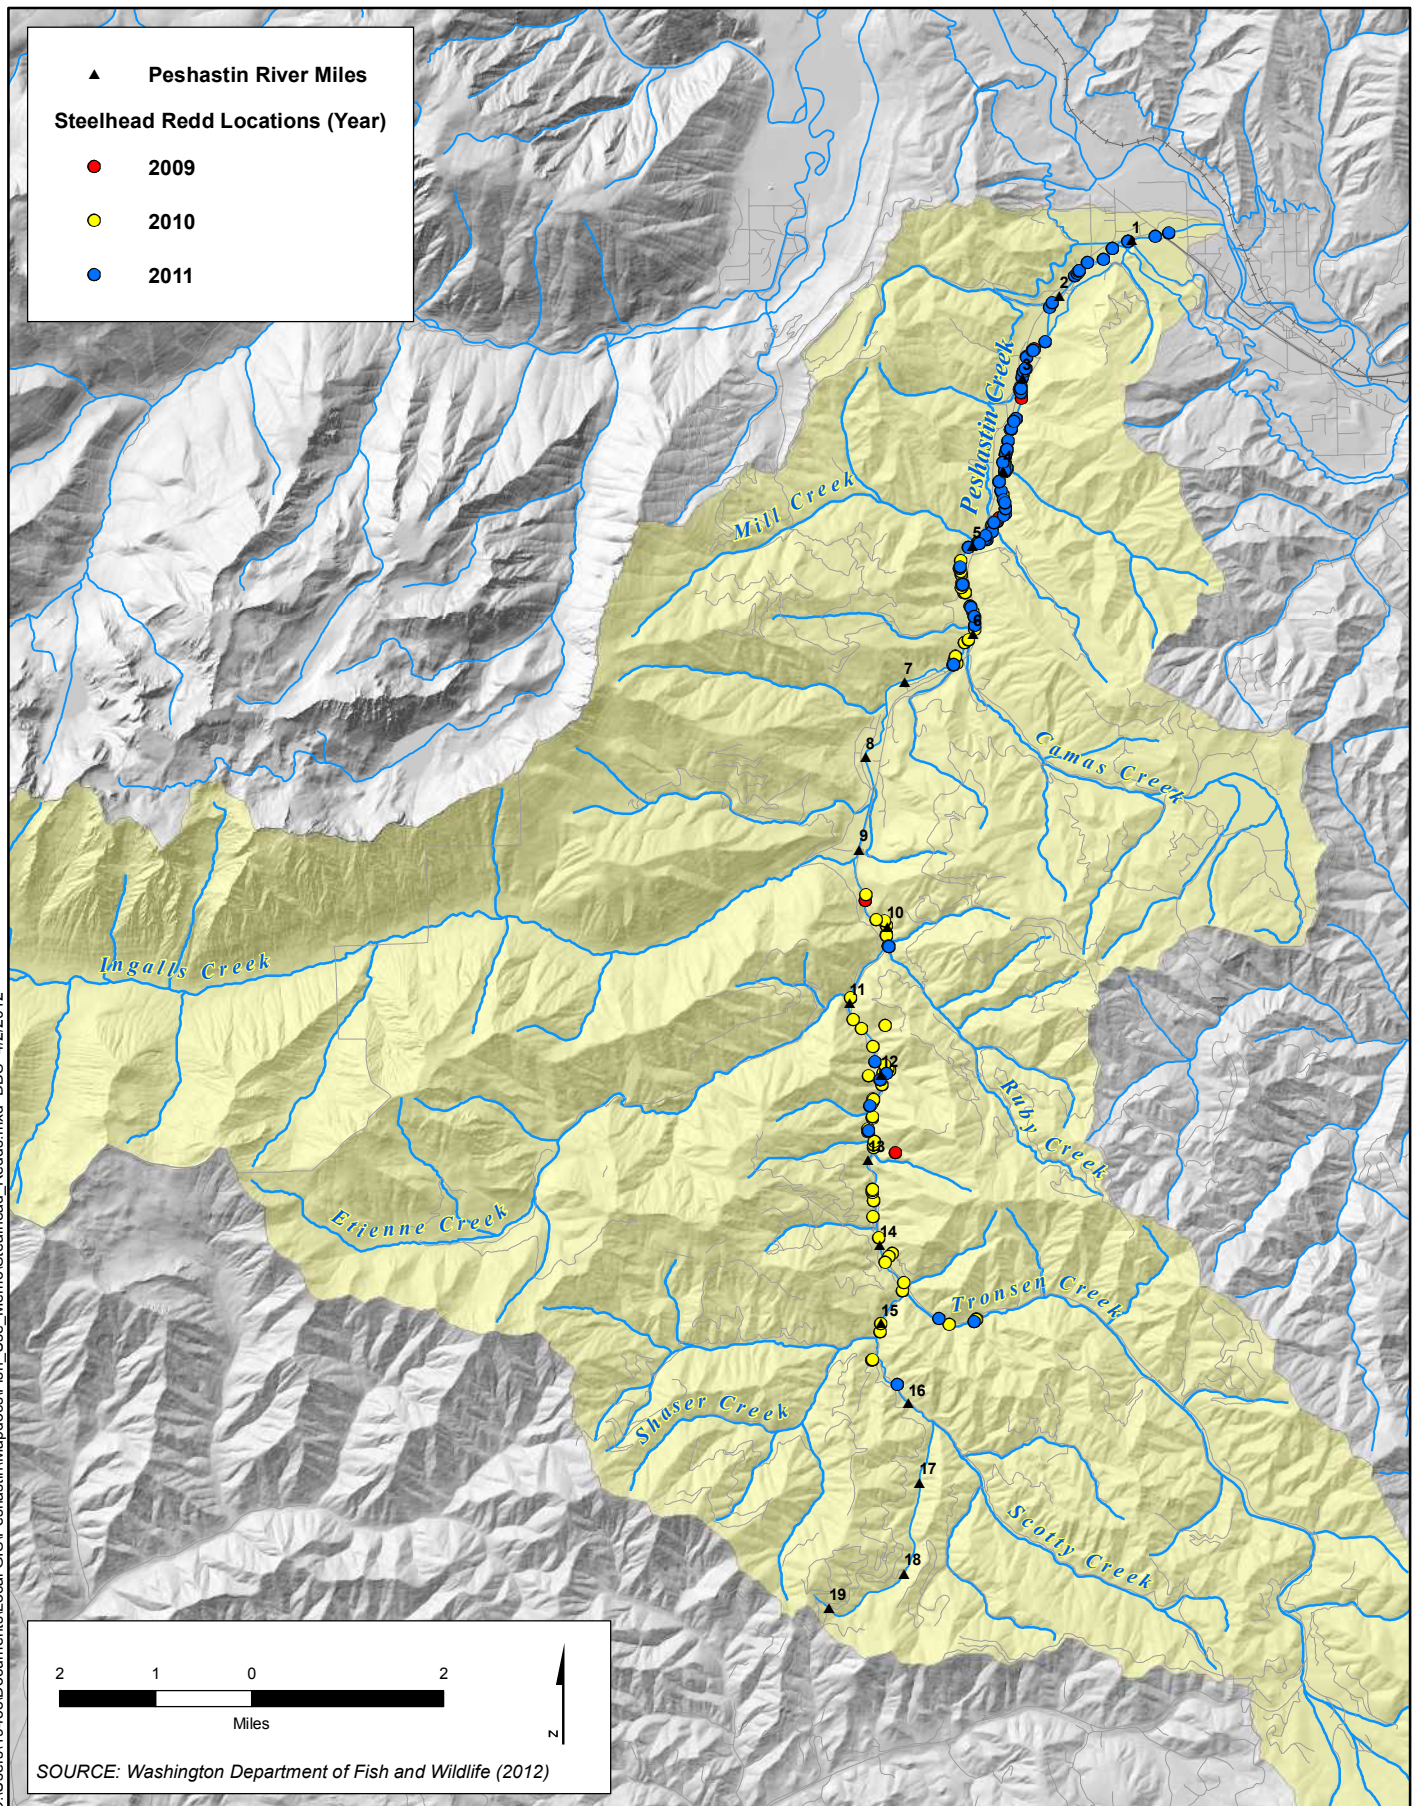 Peshastin River Miles
Steelhead Redd Locations (Year)
2009
2010
2011
1
2
3
Peshastin Creek
Mill Creek
5
6
7
8
Camas Creek
9
10
Ingalls Creek
11
12
Ruby Creek
13
Etienne Creek
14
Tronsen Creek
15
16
Shaser Creek
17
Scotty Creek
18
19
2 1 0 2
Miles
Z
SOURCE: Washington Department of Fish and Wildlife (2012)